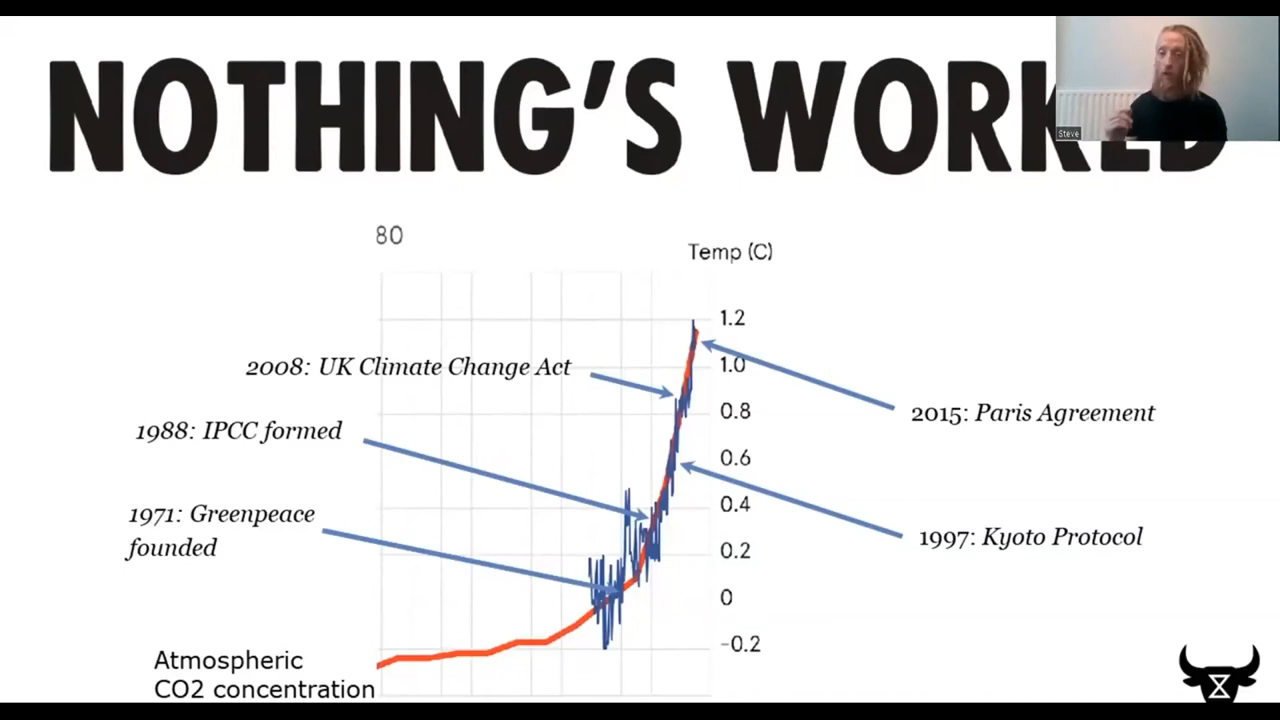 NOTHING'S WORKED
Steve
80
Temp (C)
1.2
2008: UK Climate Change Act
1.0
2015: Paris Agreement
0.8
1988: IPCC formed
0.6
0.4
1971: Greenpeace
founded
1997: Kyoto Protocol
0.2
0
-0.2
Atmospheric
CO2 concentration